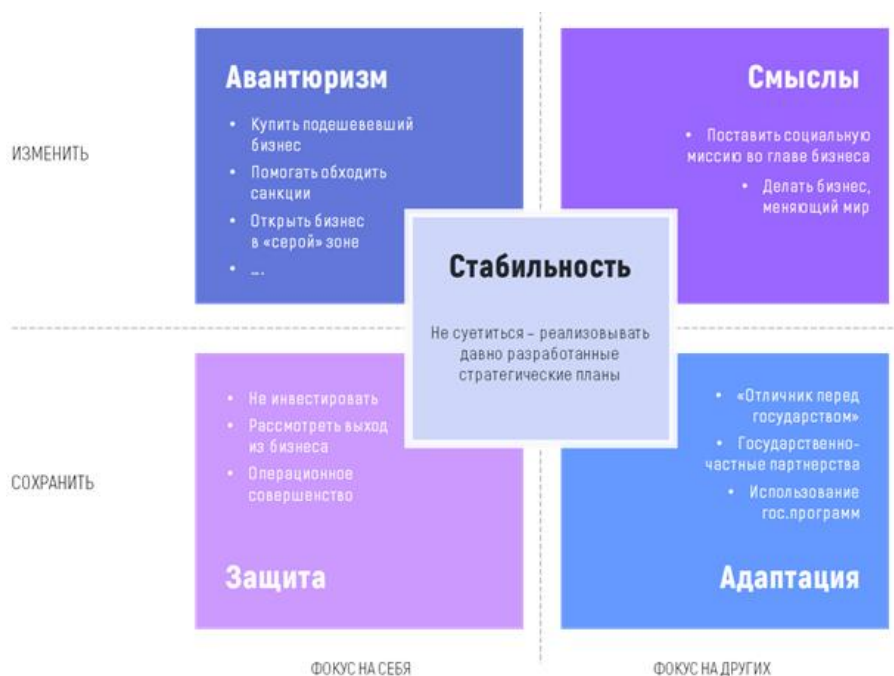 Авантюризм
• Купить подешевевший
бизнес
• Помогать обходить
санкции
• Открыть бизнес
в «серой» зоне
• ....
Смыслы
• Поставить социальную
миссию во главе бизнеса
• Делать бизнес,
меняющий мир
ИЗМЕНИТЬ
Стабильность
Не суетиться – реализовывать
давно разработанные
стратегические планы
СОХРАНИТЬ
• Не инвестировать
• Рассмотреть выход
из бизнеса
• Операционное
совершенство
Защита
• «Отличник перед
государством»
• Государственно-
частные партнерства
• Использование
гос.программ
Адаптация
ФОКУС НА СЕБЯ
ФОКУС НА ДРУГИХ